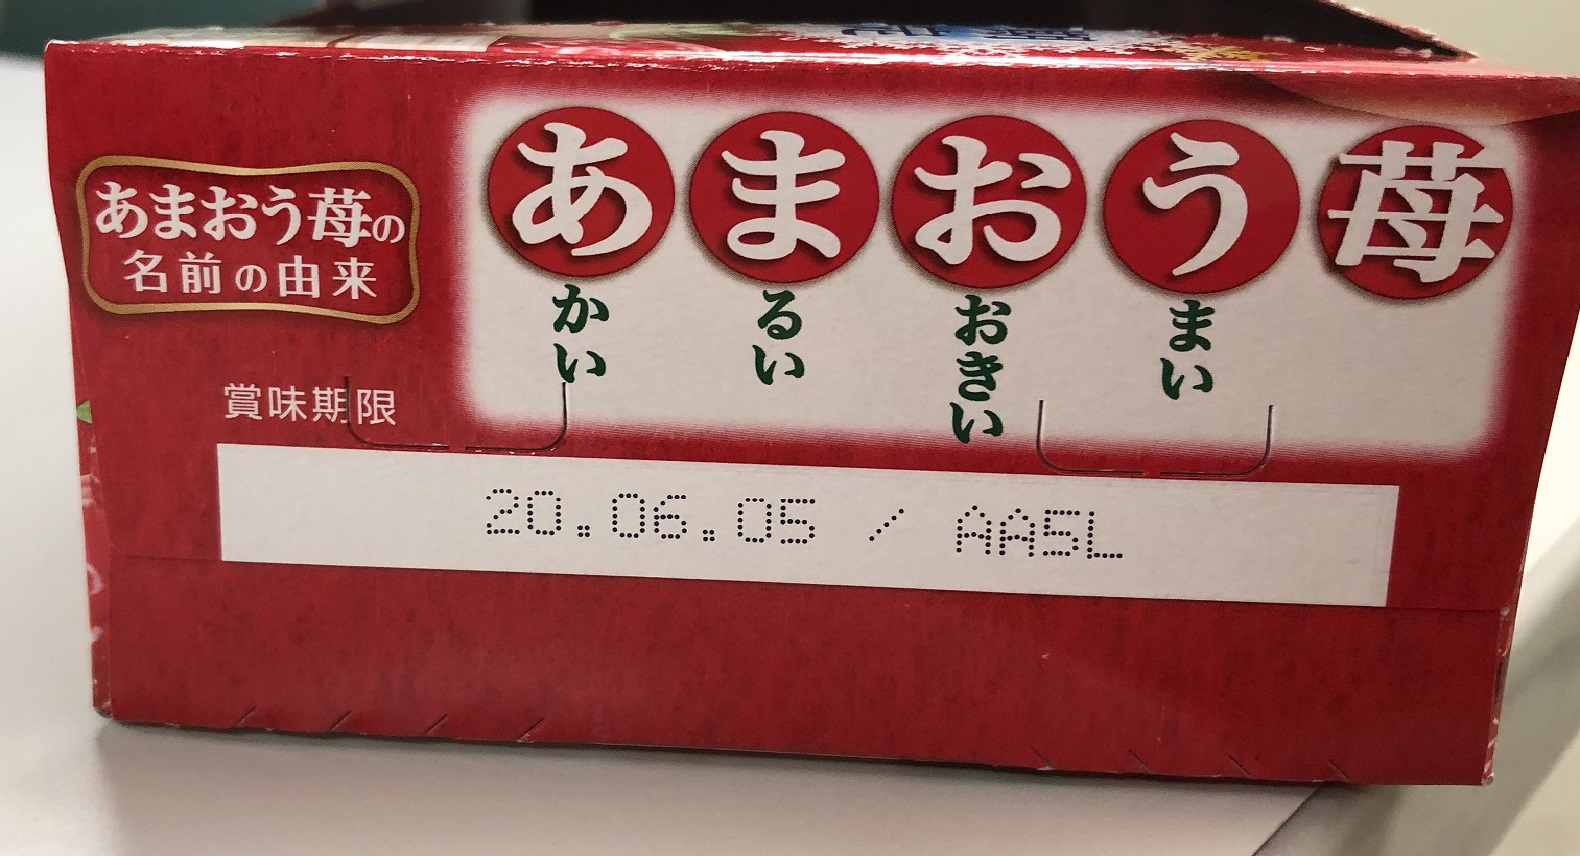 あまおう苺の
名前の由来
あまおう苺
かい
るい
おきい
まい
賞味期限
20.06.05 / AA5L